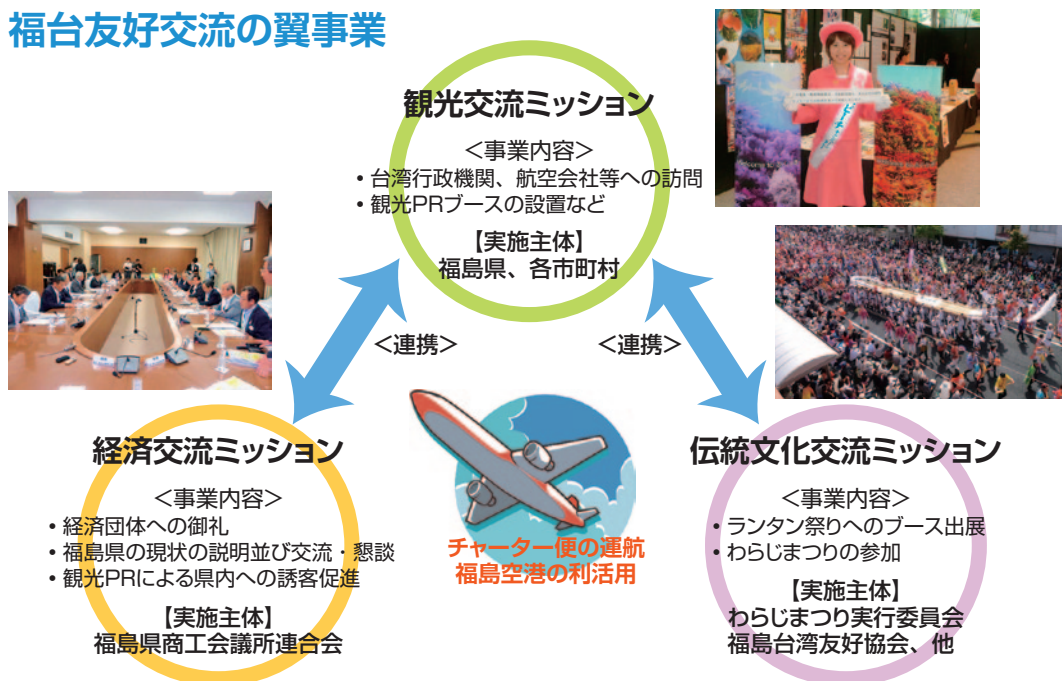 福台友好交流の翼事業
観光交流ミッション
＜事業内容＞
・台湾行政機関、航空会社等への訪問
・観光PRブースの設置など
【実施主体】
福島県、各市町村
＜連携＞
＜連携＞
経済交流ミッション
＜事業内容＞
・経済団体への御礼
・福島県の現状の説明並び交流・懇談
・観光PRによる県内への誘客促進
【実施主体】
福島県商工会議所連合会
チャーター便の運航
福島空港の利活用
伝統文化交流ミッション
＜事業内容＞
・ランタン祭りへのブース出展
・わらじまつりの参加
【実施主体】
わらじまつり実行委員会
福島台湾友好協会、他